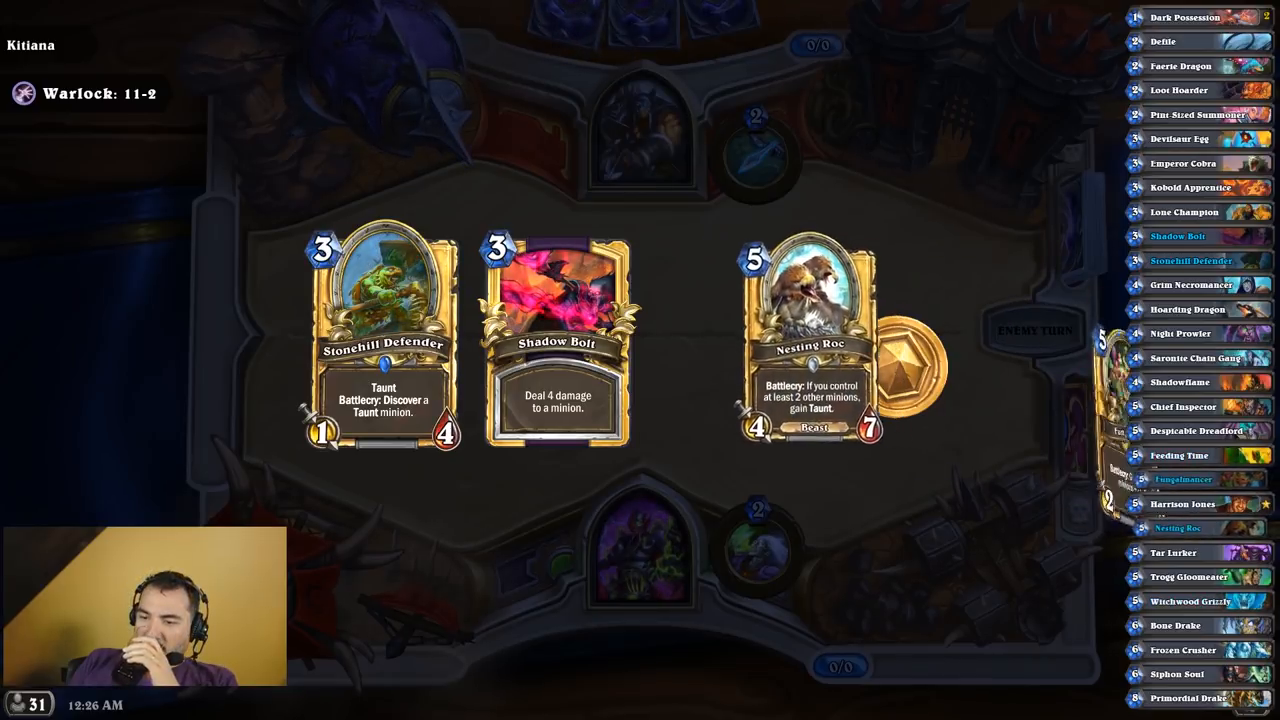 Kitiana
Warlock: 11-2
0/0
2
3
Stonehill Defender
Taunt
Battlecry: Discover a
Taunt minion.
1
4
3
Shadow Bolt
Deal 4 damage
to a minion.
5
Nesting Roc
Battlecry: If you control
at least 2 other minions,
gain Taunt.
Beast
4
7
ENEMY TURN
5
2
2
0/0
31
12:26 AM
1 Dark Possession 2
2 Defile
2 Faerie Dragon
2 Loot Hoarder
2 Pint-Sized Summoner
3 Devilsaur Egg
3 Emperor Cobra
3 Kobold Apprentice
3 Lone Champion
3 Shadow Bolt
3 Stonehill Defender
4 Grim Necromancer
4 Hoarding Dragon
4 Night Prowler
4 Saronite Chain Gang
4 Shadowflame
5 Chief Inspector
5 Despicable Dreadlord
5 Feeding Time
5 Fungalmancer
5 Harrison Jones
5 Nesting Roc
5 Tar Lurker
5 Trogg Gloomeater
5 Witchwood Grizzly
6 Bone Drake
6 Frozen Crusher
6 Siphon Soul
8 Primordial Drake